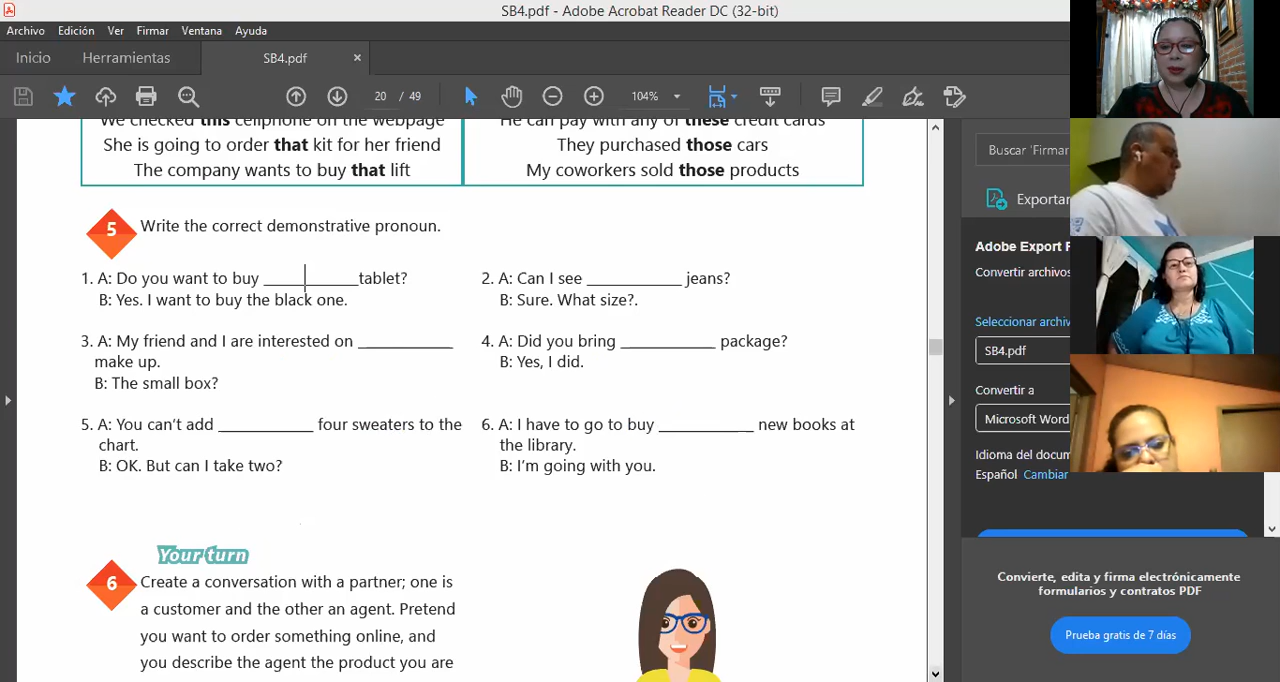 SB4.pdf - Adobe Acrobat Reader DC (32-bit)
Archivo Edición Ver Firmar Ventana Ayuda
Inicio Herramientas SB4.pdf ×
20 / 49 104%
We checked this cellphone on the webpage
She is going to order that kit for her friend
The company wants to buy that lift
He can pay with any of these credit cards
They purchased those cars
My coworkers sold those products
5 Write the correct demonstrative pronoun.
1. A: Do you want to buy ___________tablet?
B: Yes. I want to buy the black one.
2. A: Can I see ___________ jeans?
B: Sure. What size?.
3. A: My friend and I are interested on ___________
make up.
B: The small box?
4. A: Did you bring ___________ package?
B: Yes, I did.
5. A: You can’t add ___________ four sweaters to the
chart.
B: OK. But can I take two?
6. A: I have to go to buy ___________ new books at
the library.
B: I’m going with you.
Your turn
6 Create a conversation with a partner; one is
a customer and the other an agent. Pretend
you want to order something online, and
you describe the agent the product you are
Buscar 'Firmar
Exportar
Adobe Export P
Convertir archivos
Seleccionar archiv
SB4.pdf
Convertir a
Microsoft Word
Idioma del docum
Español Cambiar
Convierte, edita y firma electrónicamente
formularios y contratos PDF
Prueba gratis de 7 días